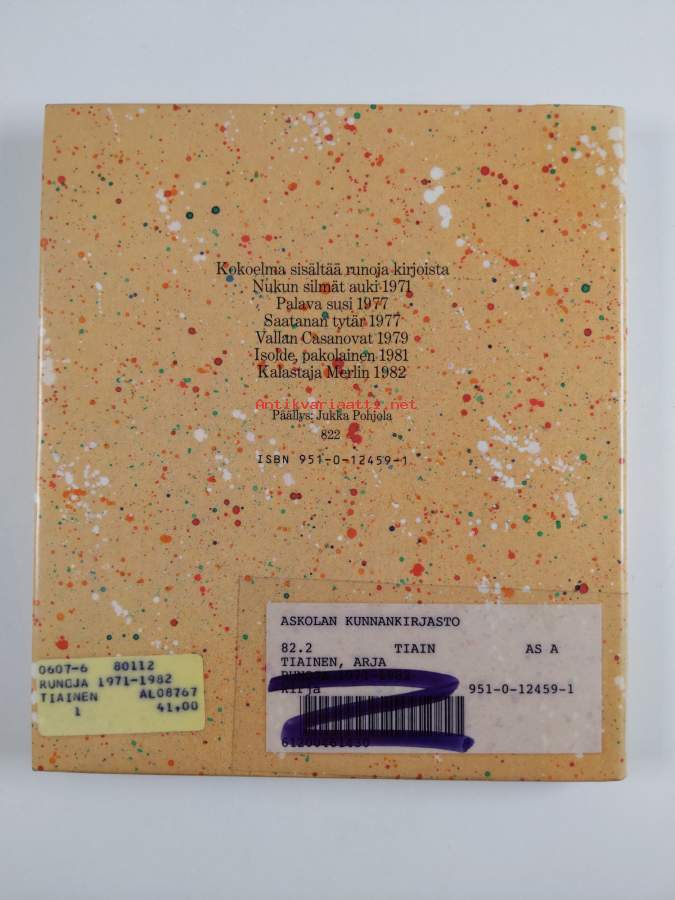 Kokoelma sisältää runoja kirjoista
Nukun silmät auki 1971
Palava susi 1977
Saatanan tytär 1977
Vallan Casanovat 1979
Isolde, pakolainen 1981
Kalastaja Merlin 1982
Antikvariaatti.net
Päällys: Jukka Pohjola
822
ISBN 951-0-12459-1
ASKOLAN KUNNANKIRJASTO
82.2 TIAIN AS A
TIAINEN, ARJA
Kirja 951-0-12459-1
0607-6 80112
RUNOJA 1971-1982
TIAINEN AL08767
1 41,00